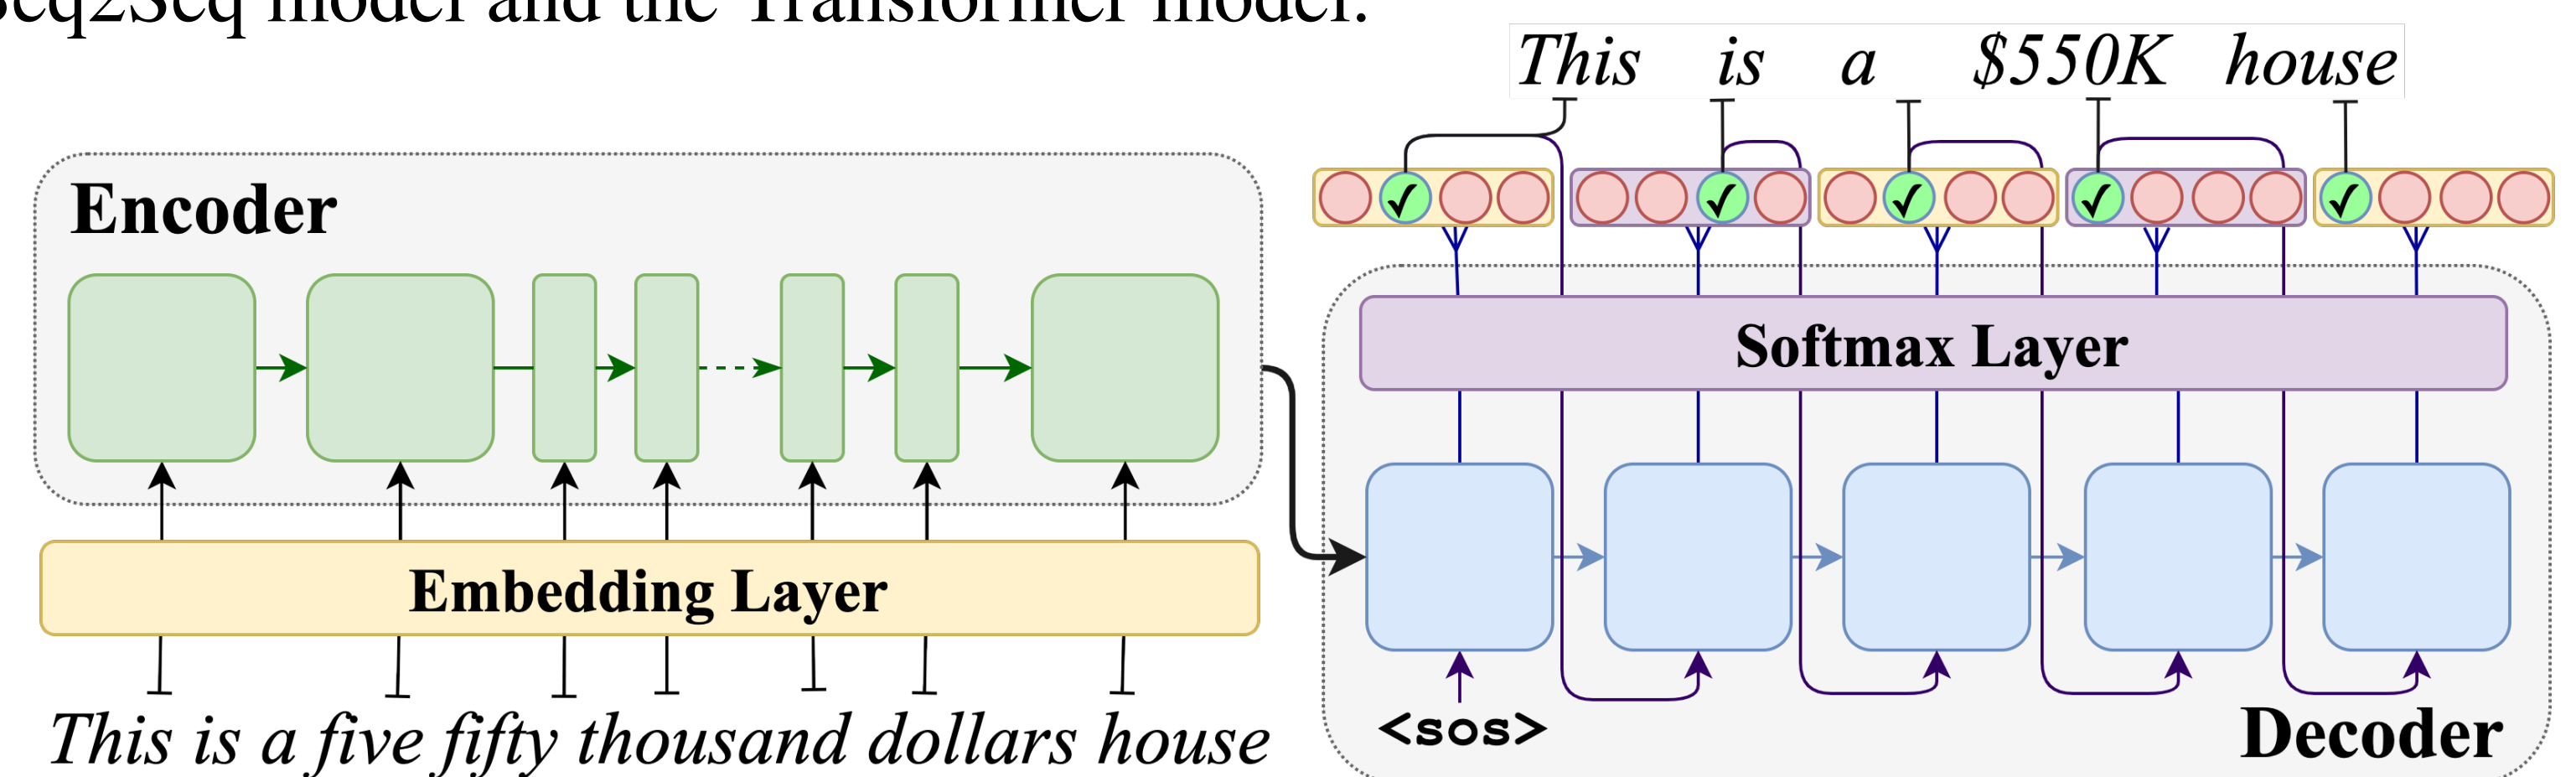 Seq2Seq model and the Transformer model.
This is a $550K house
Encoder
Softmax Layer
Embedding Layer
<sos>
This is a five fifty thousand dollars house
Decoder